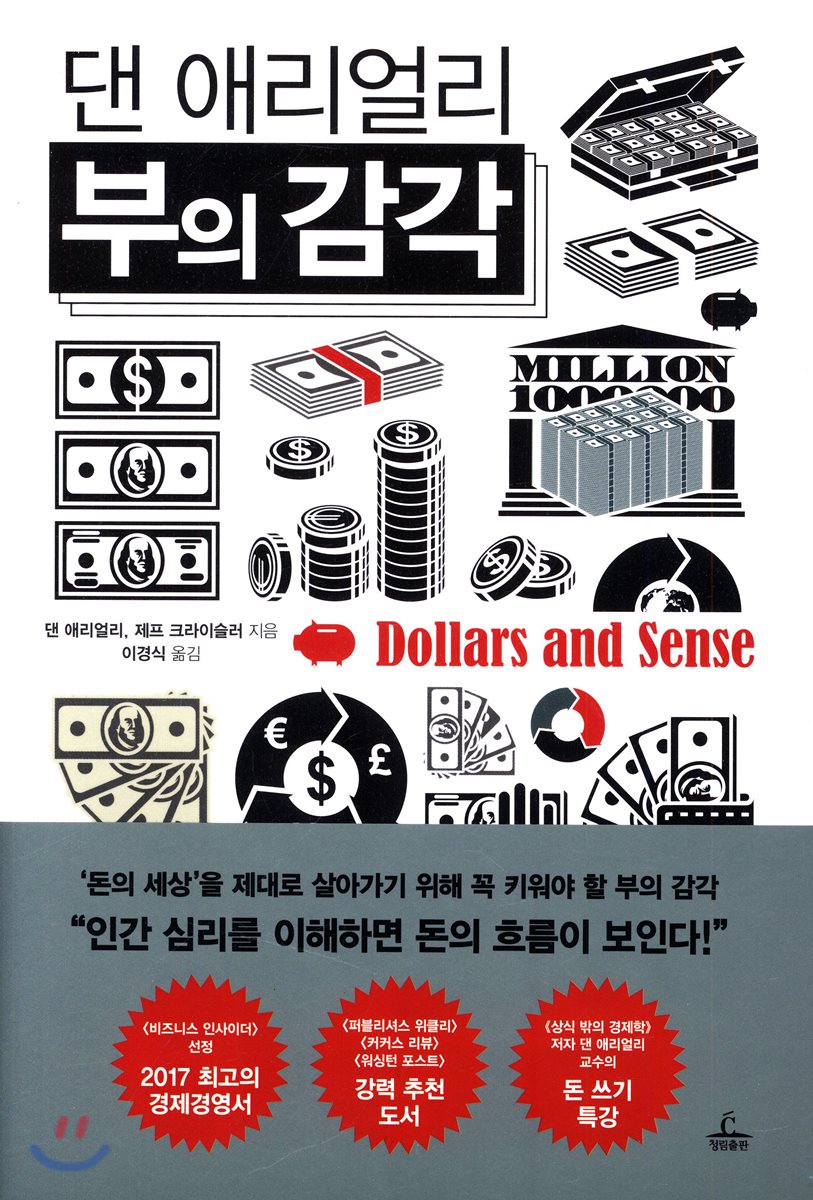 댄 애리얼리
부의 감각
$
MILLION
1000000
$
$
€
$
$
댄 애리얼리, 제프 크라이슬러 지음
이경식 옮김
Dollars and Sense
€
$
£
‘돈의 세상’을 제대로 살아가기 위해 꼭 키워야 할 부의 감각
“인간 심리를 이해하면 돈의 흐름이 보인다!”
〈비즈니스 인사이더〉
선정
2017 최고의
경제경영서
〈퍼블리셔스 위클리〉
〈커커스 리뷰〉
〈워싱턴 포스트〉
강력 추천
도서
《상식 밖의 경제학》
저자 댄 애리얼리
교수의
돈 쓰기
특강
Ć
청림출판